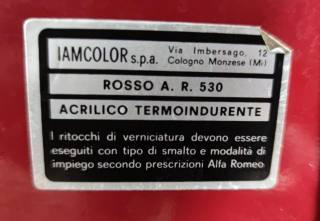 IAMCOLOR s.p.a. Via Imbersago, 12
Cologno Monzese (Mi)
ROSSO A. R. 530
ACRILICO TERMOINDURENTE
I ritocchi di verniciatura devono essere
eseguiti con tipo di smalto e modalità di
impiego secondo prescrizioni Alfa Romeo